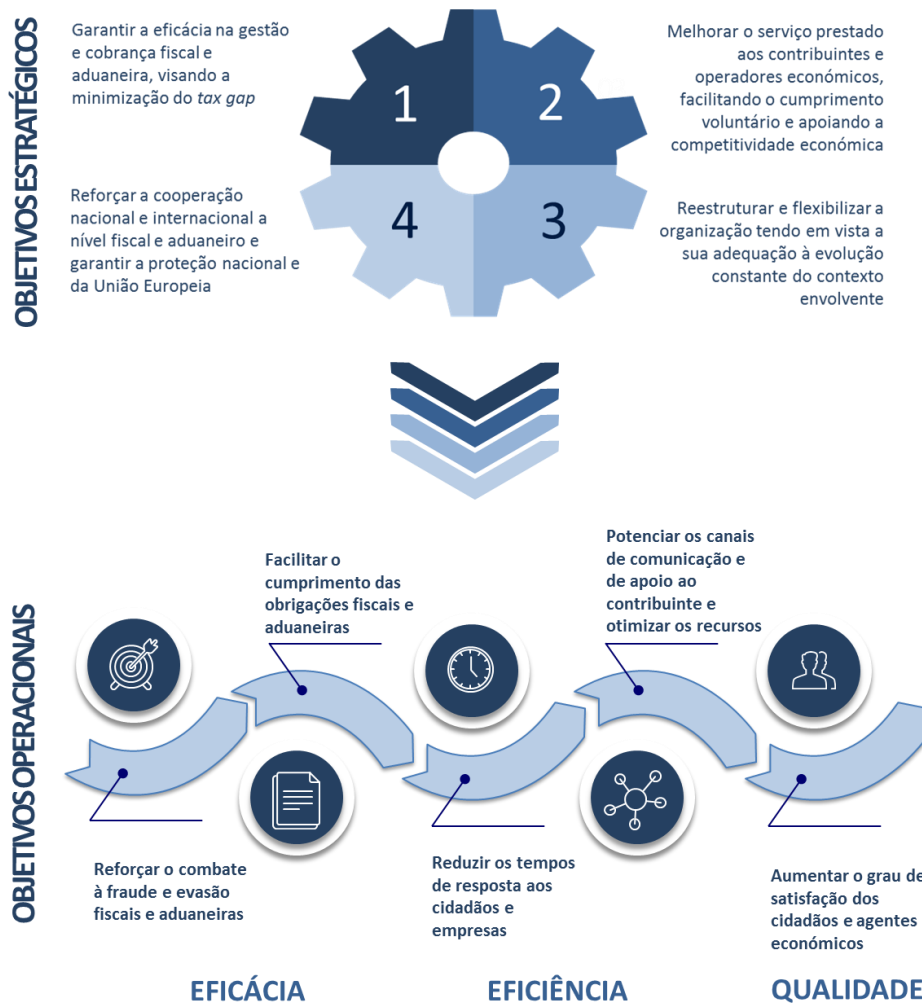 OBJETIVOS ESTRATÉGICOS
Garantir a eficácia na gestão
e cobrança fiscal e
aduaneira, visando a
minimização do tax gap
1
2
Melhorar o serviço prestado
aos contribuintes e
operadores económicos,
facilitando o cumprimento
voluntário e apoiando a
competitividade económica
Reforçar a cooperação
nacional e internacional a
nível fiscal e aduaneiro e
garantir a proteção nacional e
da União Europeia
4
3
Reestruturar e flexibilizar a
organização tendo em vista a
sua adequação à evolução
constante do contexto
envolvente
OBJETIVOS OPERACIONAIS
Facilitar o
cumprimento das
obrigações fiscais e
aduaneiras
Potenciar os canais
de comunicação e
de apoio ao
contribuinte e
otimizar os recursos
Reforçar o combate
à fraude e evasão
fiscais e aduaneiras
Reduzir os tempos
de resposta aos
cidadãos e
empresas
Aumentar o grau de
satisfação dos
cidadãos e agentes
económicos
EFICÁCIA
EFICIÊNCIA
QUALIDADE